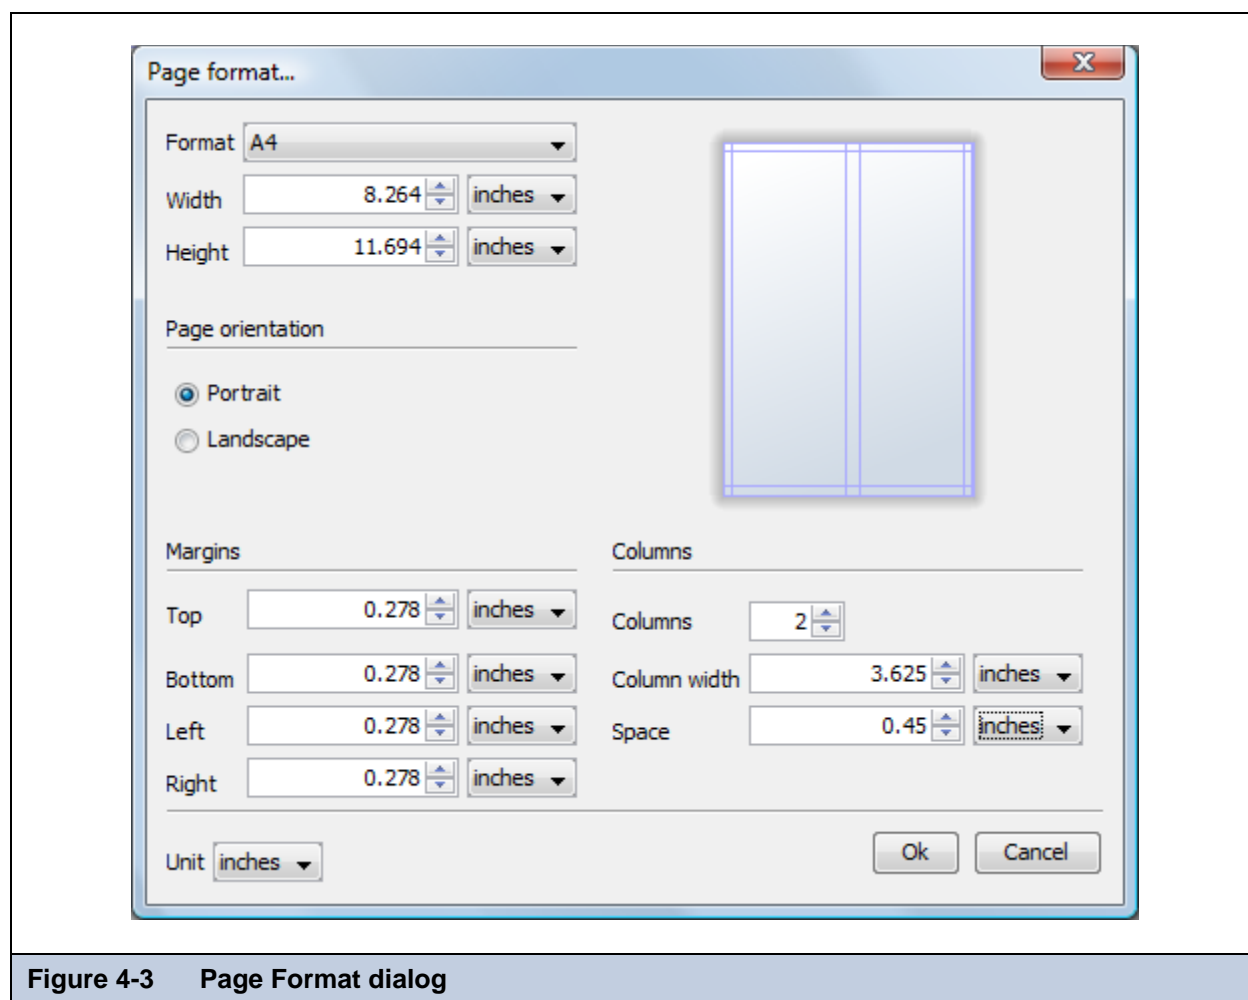 Page format...
Format A4
Width 8.264 inches
Height 11.694 inches
Page orientation
Portrait
Landscape
Margins
Top 0.278 inches
Bottom 0.278 inches
Left 0.278 inches
Right 0.278 inches
Columns
Columns 2
Column width 3.625 inches
Space 0.45 inches
Unit inches
Ok Cancel
Figure 4-3 Page Format dialog